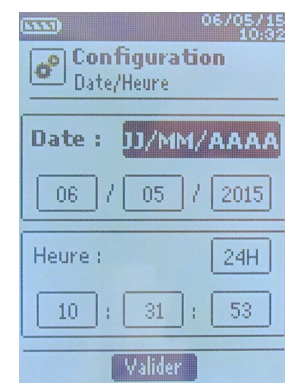 06/05/15
10:32
Configuration
Date/Heure
Date : JJ/MM/AAAA
06 / 05 / 2015
Heure : 24H
10 : 31 : 53
Valider